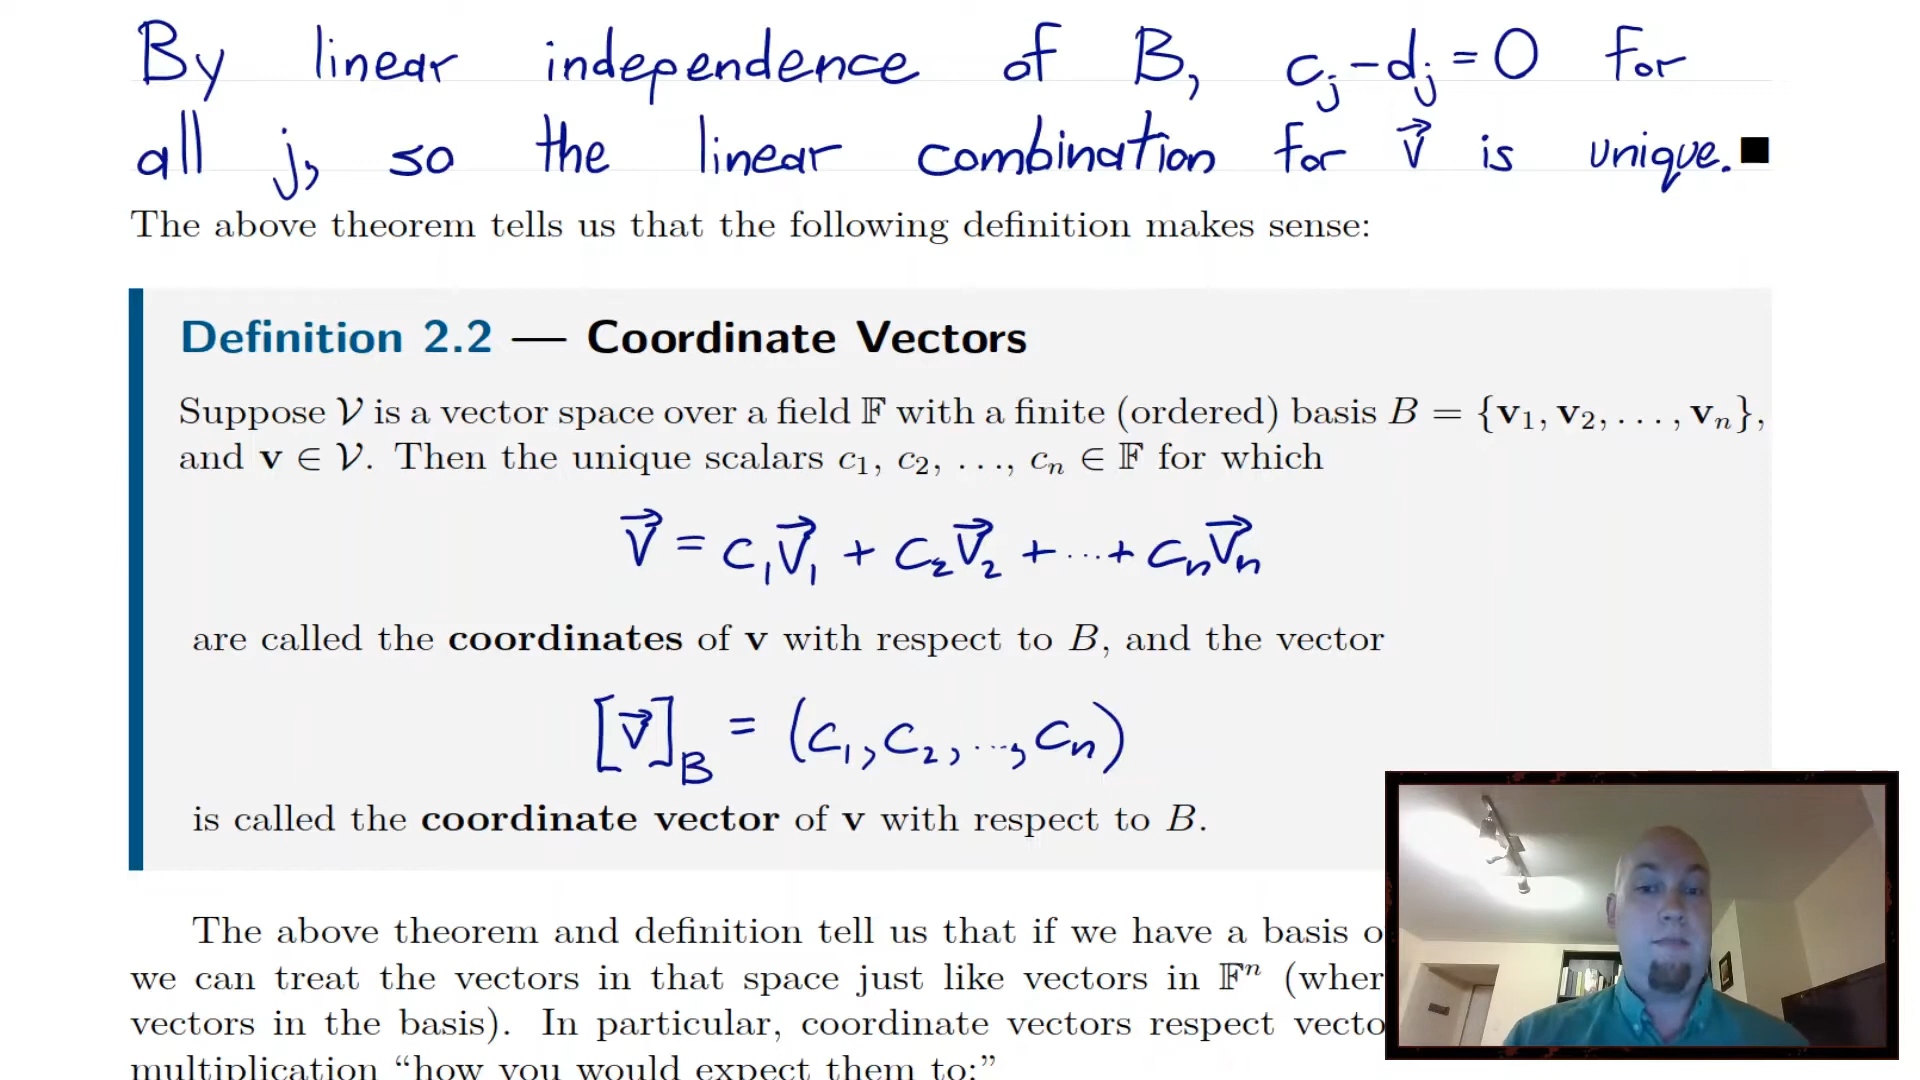 By linear independence of B, cⱼ-dⱼ = 0 for
all j, so the linear combination for v⃗ is unique. ■
The above theorem tells us that the following definition makes sense:
Definition 2.2 — Coordinate Vectors
Suppose 𝒱 is a vector space over a field 𝔽 with a finite (ordered) basis B = {v₁, v₂, . . . , vₙ},
and v ∈ 𝒱. Then the unique scalars c₁, c₂, . . ., cₙ ∈ 𝔽 for which
v⃗ = c₁v⃗₁ + c₂v⃗₂ + ··· + cₙv⃗ₙ
are called the coordinates of v with respect to B, and the vector
[v⃗]_B = (c₁, c₂, ..., cₙ)
is called the coordinate vector of v with respect to B.
The above theorem and definition tell us that if we have a basis o
we can treat the vectors in that space just like vectors in 𝔽ⁿ (wher
vectors in the basis). In particular, coordinate vectors respect vecto
multiplication “how you would expect them to:”